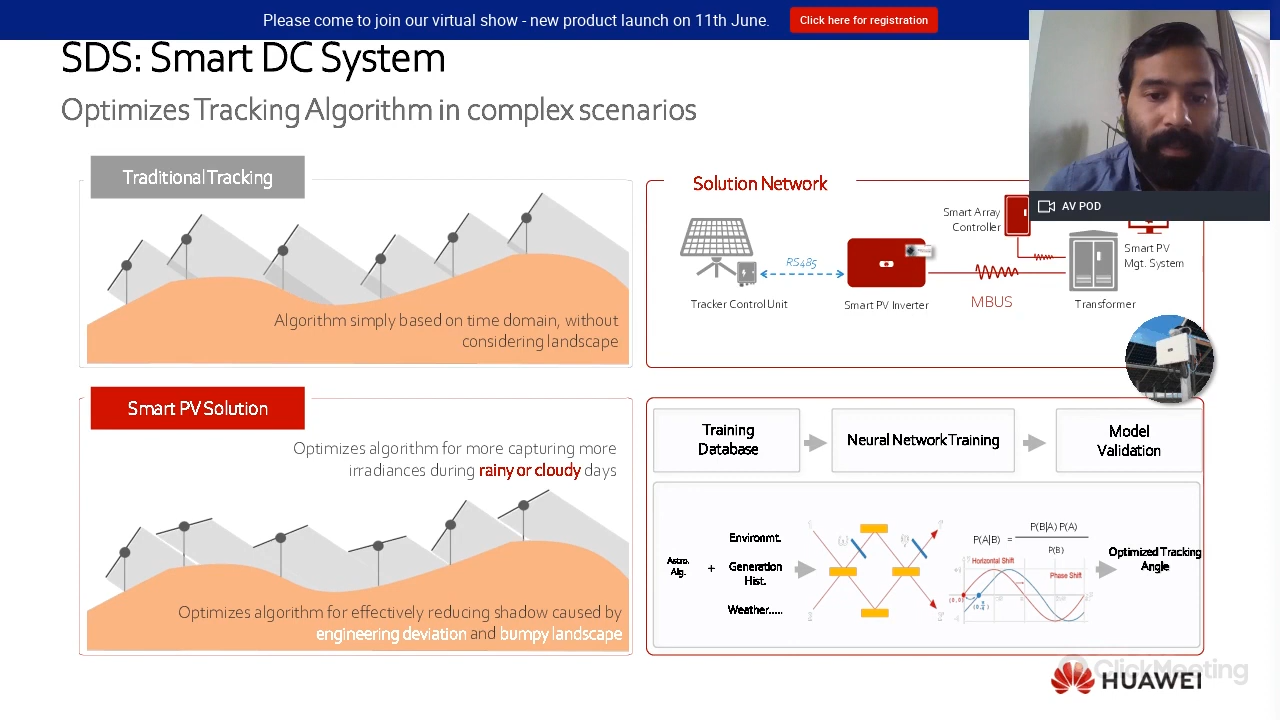 Please come to join our virtual show - new product launch on 11th June.
Click here for registration
SDS: Smart DC System
Optimizes Tracking Algorithm in complex scenarios
AV POD
Traditional Tracking
Algorithm simply based on time domain, without
considering landscape
Solution Network
Smart Array
Controller
RS485
Smart PV
Mgt. System
Tracker Control Unit
Smart PV Inverter
MBUS
Transformer
Smart PV Solution
Optimizes algorithm for more capturing more
irradiances during rainy or cloudy days
Optimizes algorithm for effectively reducing shadow caused by
engineering deviation and bumpy landscape
Training
Database
Neural Network Training
Model
Validation
Astro.
Alg.
+
Environmt.
Generation
Hist.
Weather.....
P(A|B) =
P(B|A) P(A)
P(B)
Horizontal Shift
Phase Shift
(0,0)
Optimized Tracking
Angle
ClickMeeting
HUAWEI